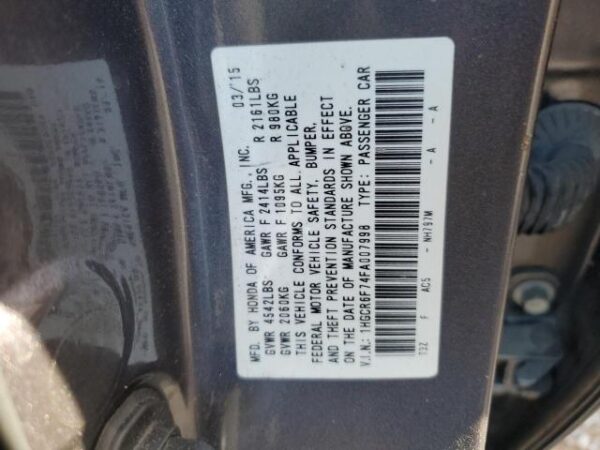 MFD. BY HONDA OF AMERICA MFG., INC. 03/15
GVWR 4542LBS GAWR F 2414LBS R 2161LBS
GVWR 2060KG GAWR F 1095KG R 980KG
THIS VEHICLE CONFORMS TO ALL APPLICABLE
FEDERAL MOTOR VEHICLE SAFETY, BUMPER,
AND THEFT PREVENTION STANDARDS IN EFFECT
ON THE DATE OF MANUFACTURE SHOWN ABOVE.
V.I.N.: 1HGCR6F74FA007998 TYPE: PASSENGER CAR
T3Z F AC5 - NH797M - A - A